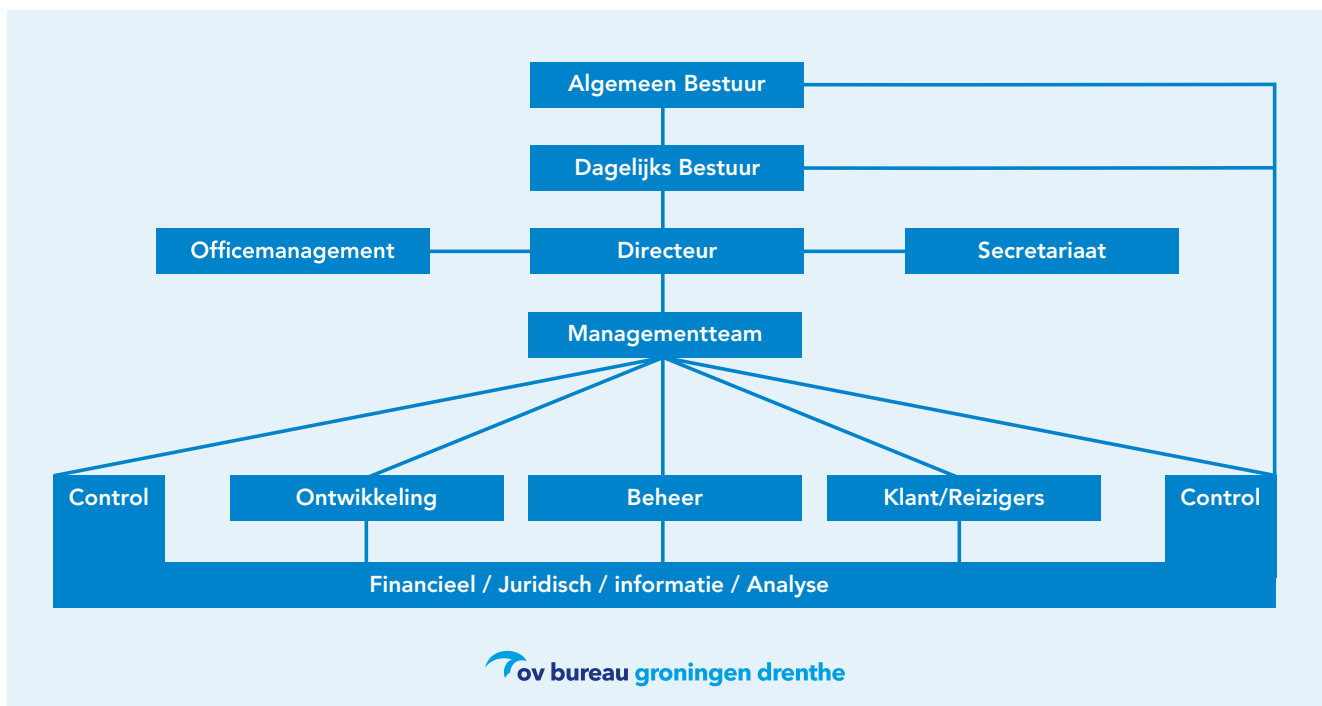 Algemeen Bestuur
Dagelijks Bestuur
Officemanagement
Directeur
Secretariaat
Managementteam
Control
Ontwikkeling
Beheer
Klant/Reizigers
Control
Financieel / Juridisch / informatie / Analyse
ov bureau groningen drenthe